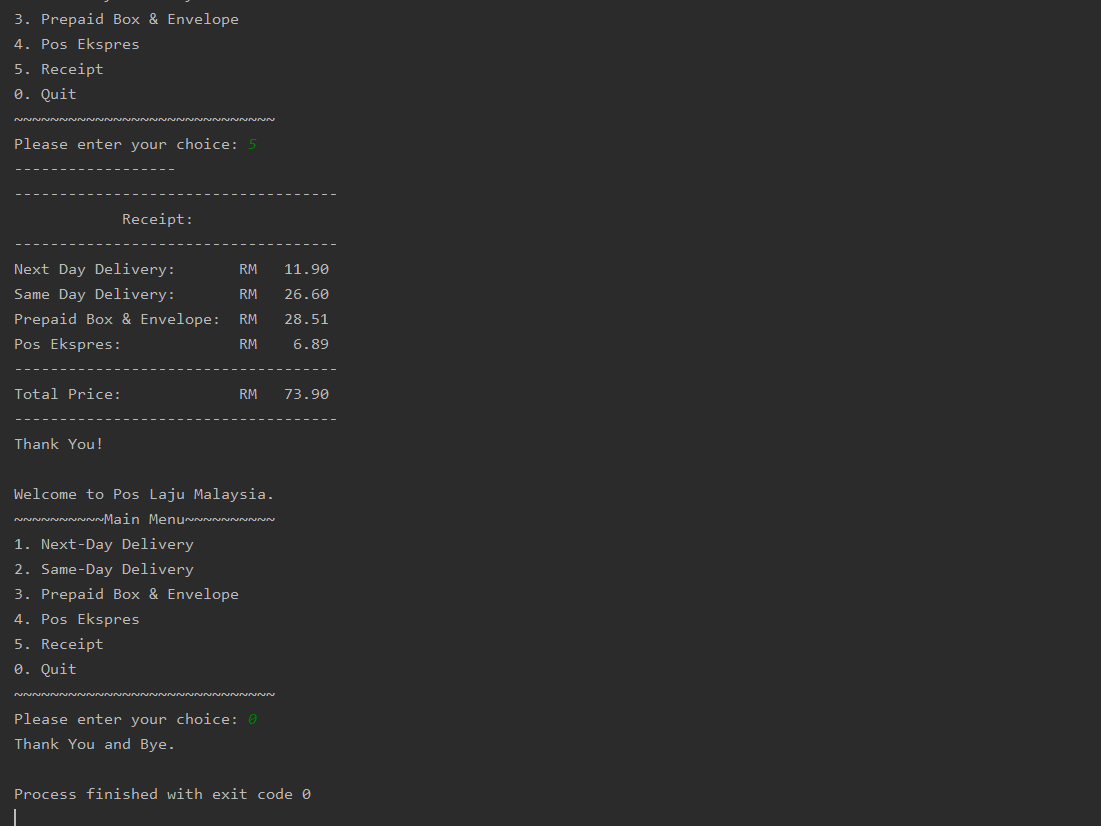 3. Prepaid Box & Envelope
4. Pos Ekspres
5. Receipt
0. Quit
~~~~~~~~~~~~~~~~~~~~~~~~~~~~~
Please enter your choice: 5
------------------
------------------------------------
            Receipt:
------------------------------------
Next Day Delivery:       RM   11.90
Same Day Delivery:       RM   26.60
Prepaid Box & Envelope:  RM   28.51
Pos Ekspres:             RM    6.89
------------------------------------
Total Price:             RM   73.90
------------------------------------
Thank You!

Welcome to Pos Laju Malaysia.
~~~~~~~~~~Main Menu~~~~~~~~~~
1. Next-Day Delivery
2. Same-Day Delivery
3. Prepaid Box & Envelope
4. Pos Ekspres
5. Receipt
0. Quit
~~~~~~~~~~~~~~~~~~~~~~~~~~~~~
Please enter your choice: 0
Thank You and Bye.

Process finished with exit code 0